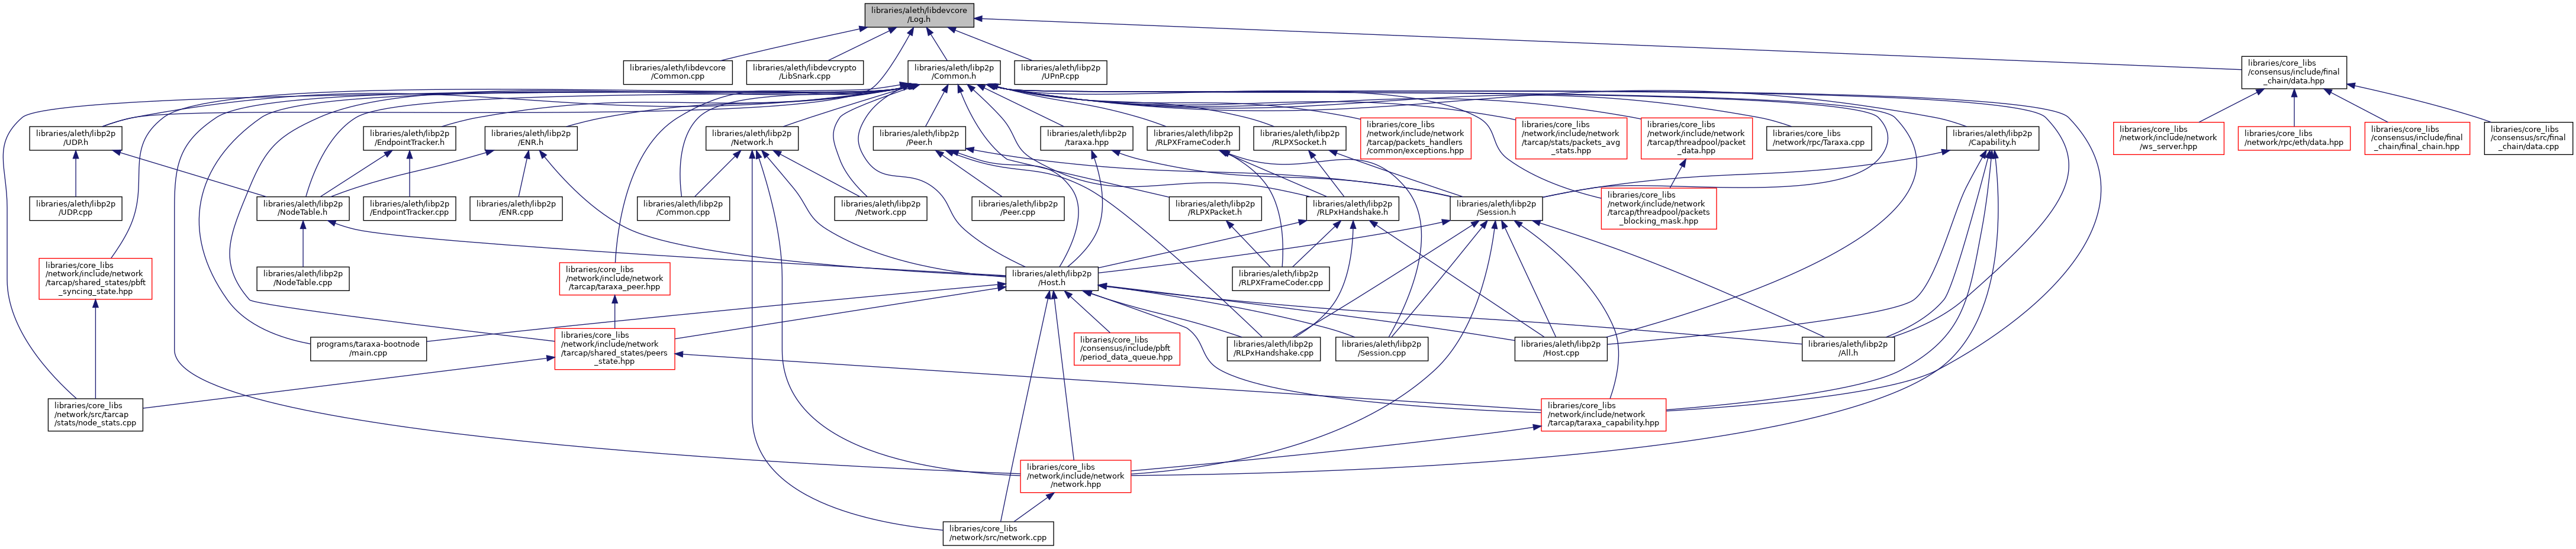 libraries/aleth/libdevcore
/Log.h
libraries/aleth/libdevcore
/Common.cpp
libraries/aleth/libdevcrypto
/LibSnark.cpp
libraries/aleth/libp2p
/Common.h
libraries/aleth/libp2p
/UPnP.cpp
libraries/core_libs
/consensus/include/final
_chain/data.hpp
libraries/aleth/libp2p
/UDP.h
libraries/aleth/libp2p
/EndpointTracker.h
libraries/aleth/libp2p
/ENR.h
libraries/aleth/libp2p
/Network.h
libraries/aleth/libp2p
/Peer.h
libraries/aleth/libp2p
/taraxa.hpp
libraries/aleth/libp2p
/RLPXFrameCoder.h
libraries/aleth/libp2p
/RLPXSocket.h
libraries/core_libs
/network/include/network
/tarcap/packets_handlers
/common/exceptions.hpp
libraries/core_libs
/network/include/network
/tarcap/stats/packets_avg
_stats.hpp
libraries/core_libs
/network/include/network
/tarcap/threadpool/packet
_data.hpp
libraries/core_libs
/network/rpc/Taraxa.cpp
libraries/aleth/libp2p
/Capability.h
libraries/core_libs
/network/include/network
/ws_server.hpp
libraries/core_libs
/network/rpc/eth/data.hpp
libraries/core_libs
/consensus/include/final
_chain/final_chain.hpp
libraries/core_libs
/consensus/src/final
_chain/data.cpp
libraries/aleth/libp2p
/UDP.cpp
libraries/aleth/libp2p
/NodeTable.h
libraries/aleth/libp2p
/EndpointTracker.cpp
libraries/aleth/libp2p
/ENR.cpp
libraries/aleth/libp2p
/Common.cpp
libraries/aleth/libp2p
/Network.cpp
libraries/aleth/libp2p
/Peer.cpp
libraries/aleth/libp2p
/RLPXPacket.h
libraries/aleth/libp2p
/RLPxHandshake.h
libraries/aleth/libp2p
/Session.h
libraries/core_libs
/network/include/network
/tarcap/threadpool/packets
_blocking_mask.hpp
libraries/core_libs
/network/include/network
/tarcap/shared_states/pbft
_syncing_state.hpp
libraries/aleth/libp2p
/NodeTable.cpp
libraries/core_libs
/network/include/network
/tarcap/taraxa_peer.hpp
libraries/aleth/libp2p
/Host.h
libraries/aleth/libp2p
/RLPXFrameCoder.cpp
programs/taraxa-bootnode
/main.cpp
libraries/core_libs
/network/include/network
/tarcap/shared_states/peers
_state.hpp
libraries/core_libs
/consensus/include/pbft
/period_data_queue.hpp
libraries/aleth/libp2p
/RLPxHandshake.cpp
libraries/aleth/libp2p
/Session.cpp
libraries/aleth/libp2p
/Host.cpp
libraries/aleth/libp2p
/All.h
libraries/core_libs
/network/src/tarcap
/stats/node_stats.cpp
libraries/core_libs
/network/include/network
/tarcap/taraxa_capability.hpp
libraries/core_libs
/network/include/network
/network.hpp
libraries/core_libs
/network/src/network.cpp